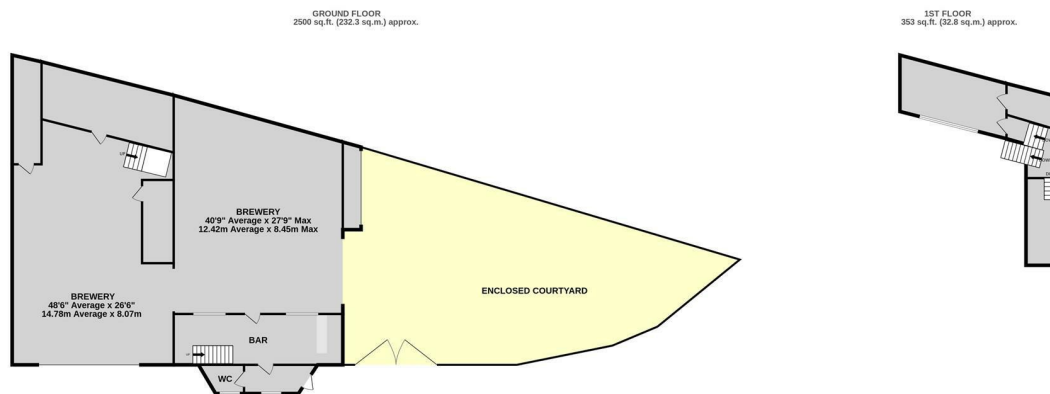 GROUND FLOOR
2500 sq.ft. (232.3 sq.m.) approx.
1ST FLOOR
353 sq.ft. (32.8 sq.m.) approx.
UP
BREWERY
40'9" Average x 27'9" Max
12.42m Average x 8.45m Max
ENCLOSED COURTYARD
BREWERY
48'6" Average x 26'6"
14.78m Average x 8.07m
BAR
UP
WC